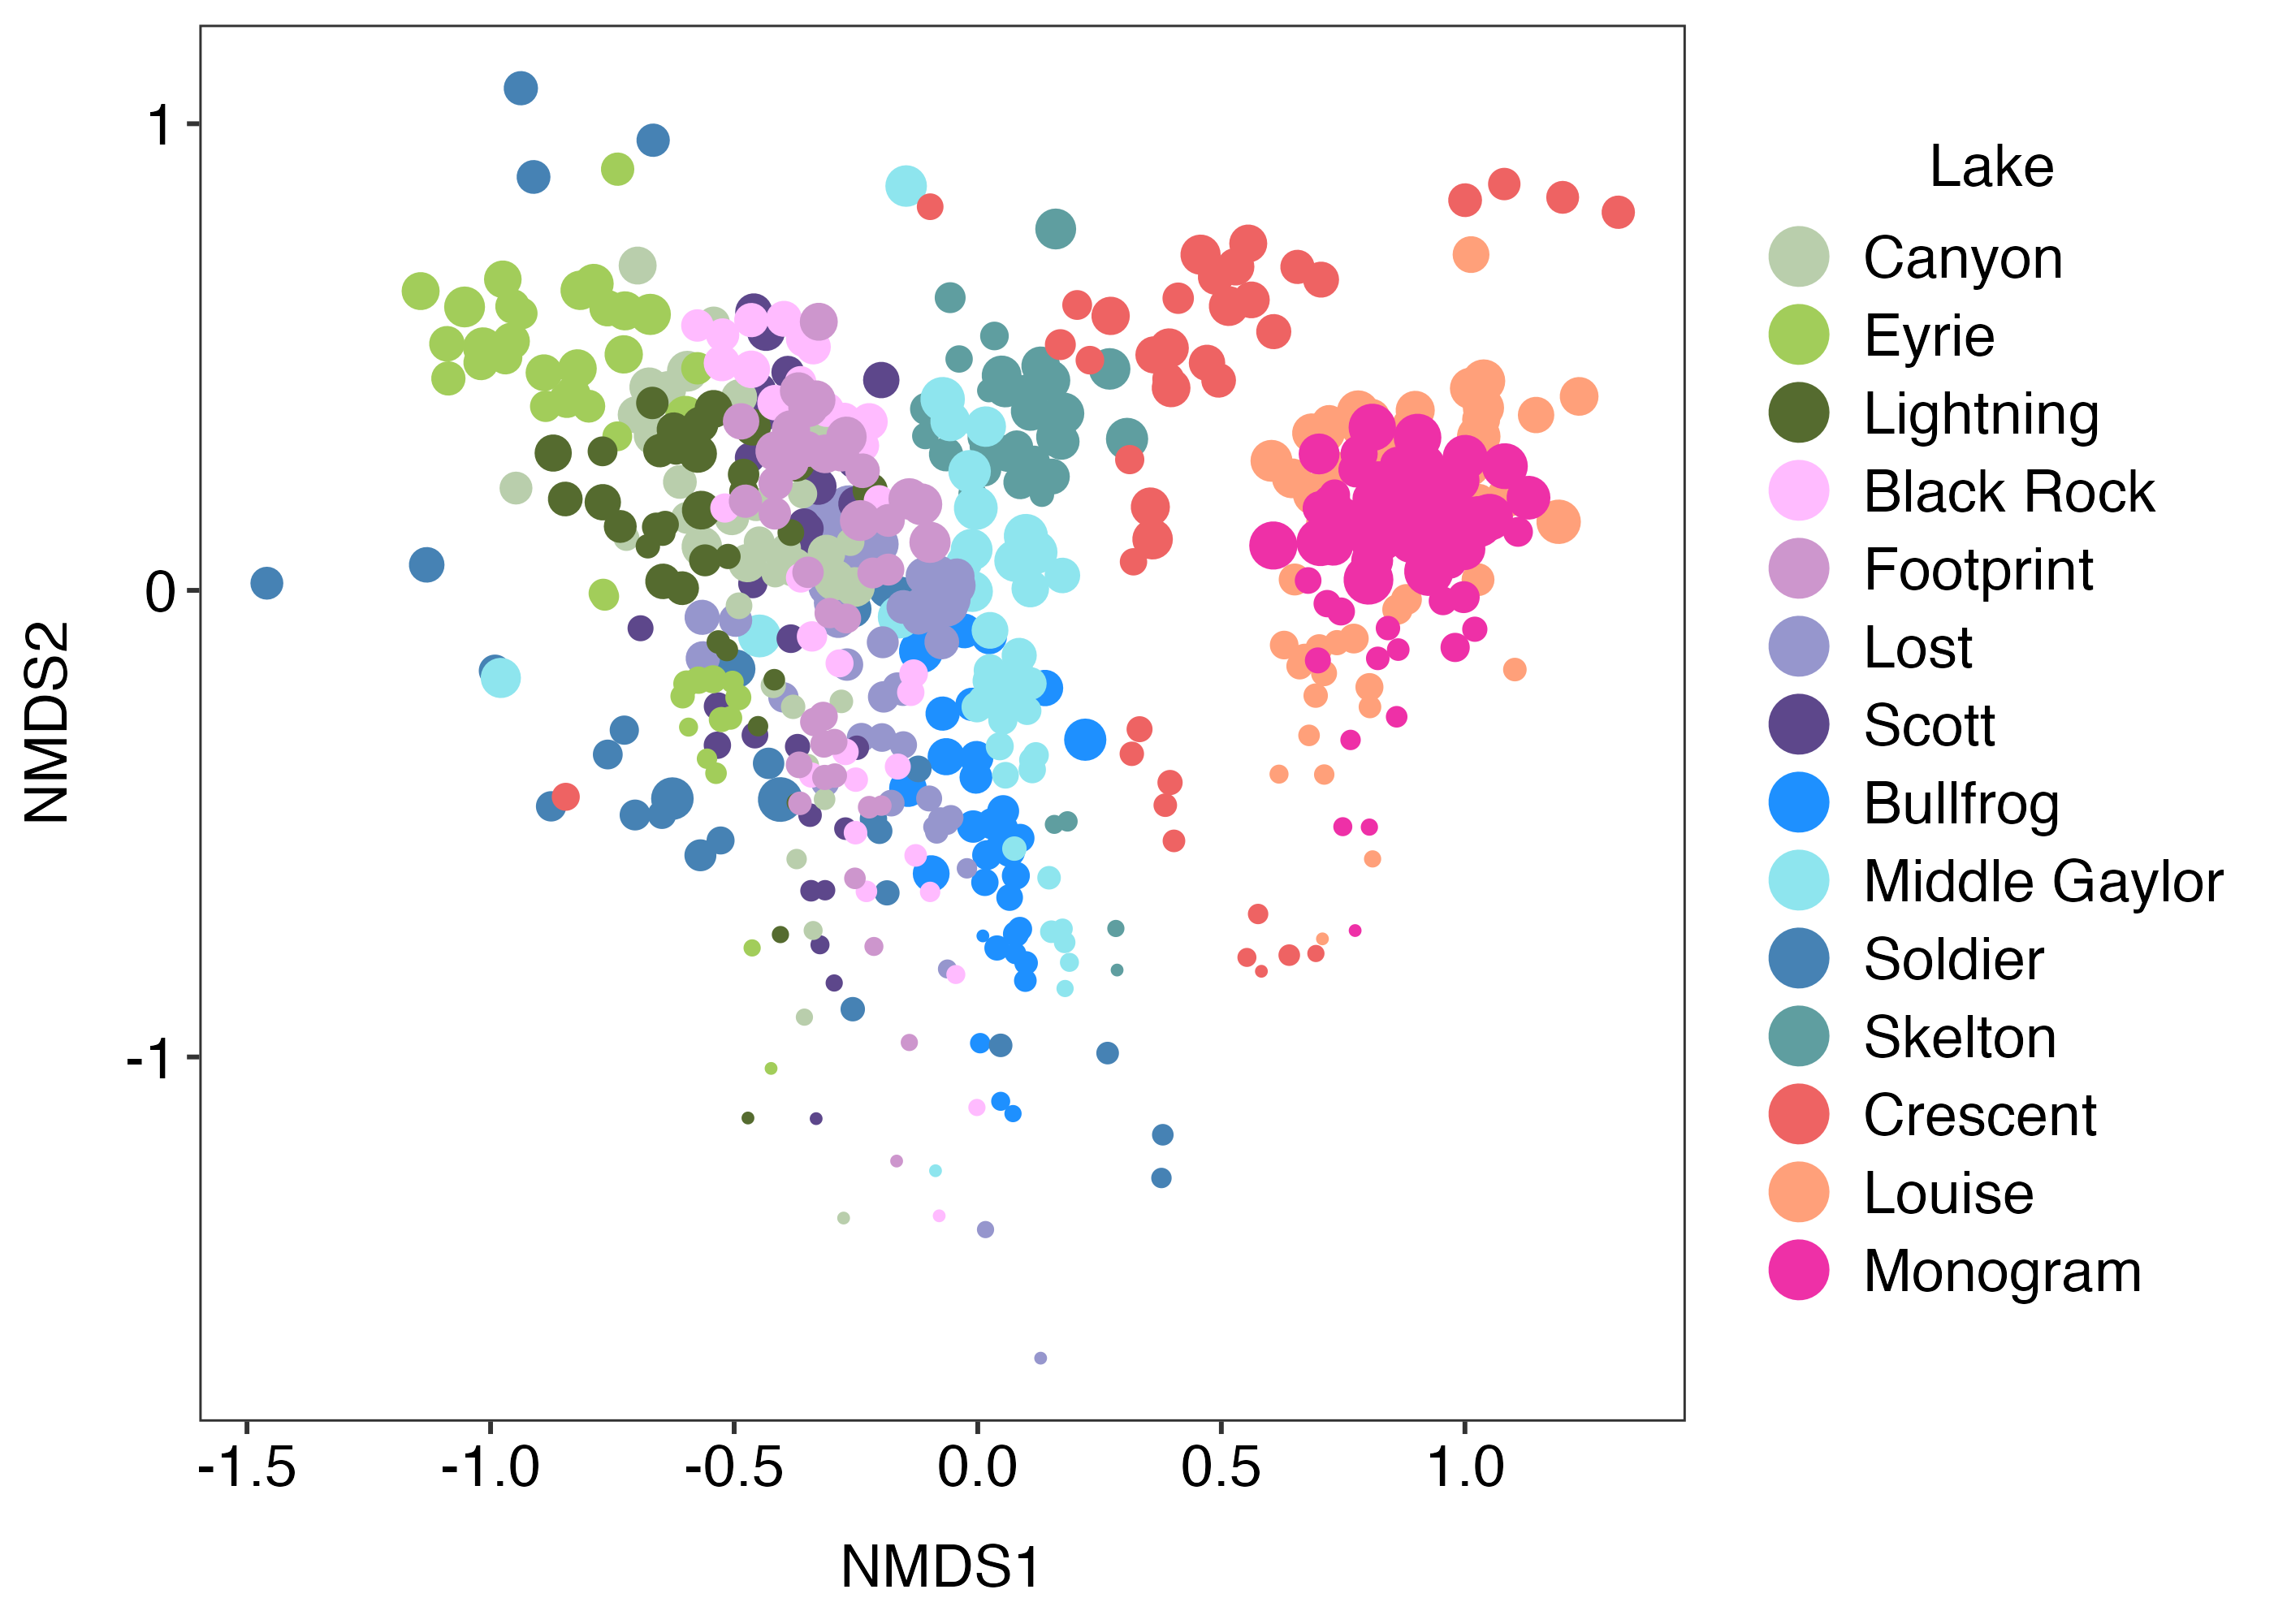 1
0
-1
NMDS2
-1.5
-1.0
-0.5
0.0
0.5
1.0
NMDS1
Lake
Canyon
Eyrie
Lightning
Black Rock
Footprint
Lost
Scott
Bullfrog
Middle Gaylor
Soldier
Skelton
Crescent
Louise
Monogram